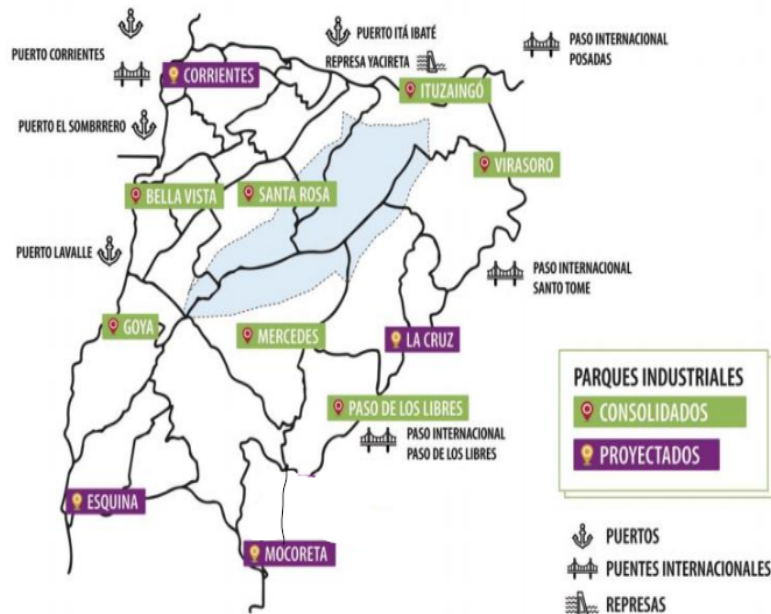 PUERTO ITÁ IBATÉ
PASO INTERNACIONAL
POSADAS
PUERTO CORRIENTES
REPRESA YACIRETA
CORRIENTES
ITUZAINGÓ
PUERTO EL SOMBRRERO
VIRASORO
BELLA VISTA
SANTA ROSA
PUERTO LAVALLE
PASO INTERNACIONAL
SANTO TOME
GOYA
MERCEDES
LA CRUZ
PARQUES INDUSTRIALES
CONSOLIDADOS
PROYECTADOS
PASO DE LOS LIBRES
PASO INTERNACIONAL
PASO DE LOS LIBRES
ESQUINA
MOCORETA
PUERTOS
PUENTES INTERNACIONALES
REPRESAS